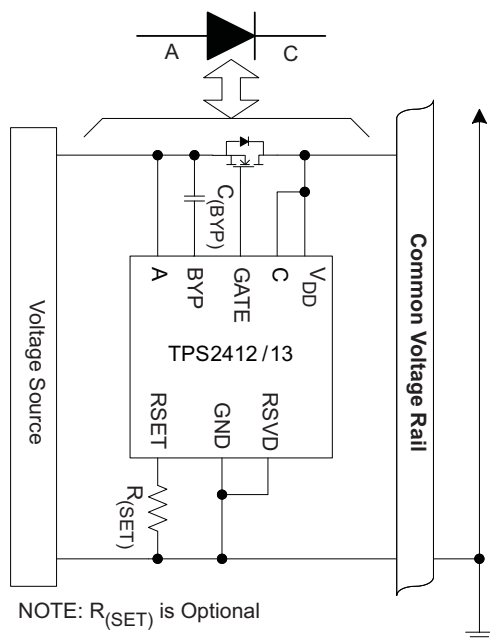 A
C
C(BYP)
A
BYP
GATE
C
VDD
TPS2412/13
RSET
GND
RSVD
R(SET)
Voltage Source
Common Voltage Rail
NOTE: R(SET) is Optional